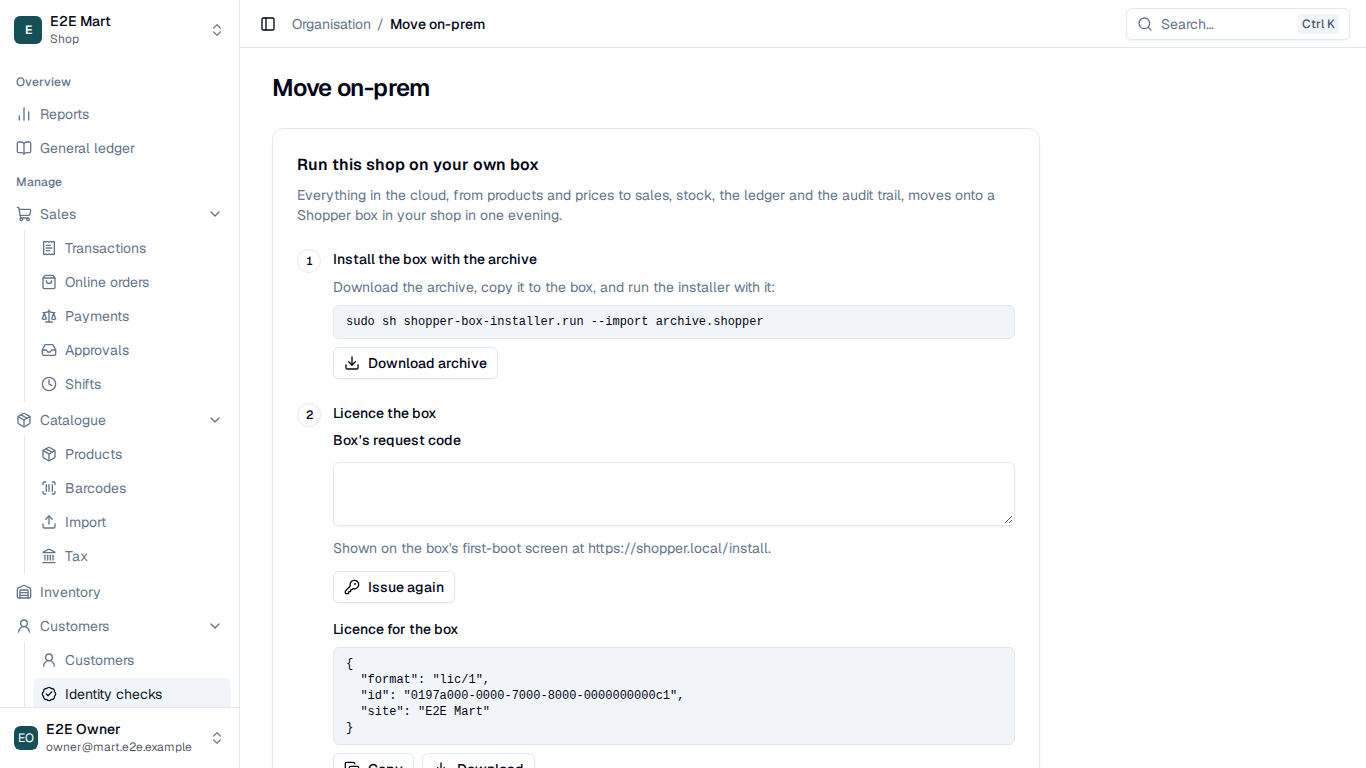 E
E2E Mart
Shop
Overview
Reports
General ledger
Manage
Sales
Transactions
Online orders
Payments
Approvals
Shifts
Catalogue
Products
Barcodes
Import
Tax
Inventory
Customers
Customers
Identity checks
EO
E2E Owner
owner@mart.e2e.example
Organisation / Move on-prem
Search...
Ctrl K
Move on-prem
Run this shop on your own box
Everything in the cloud, from products and prices to sales, stock, the ledger and the audit trail, moves onto a
Shopper box in your shop in one evening.
1
Install the box with the archive
Download the archive, copy it to the box, and run the installer with it:
sudo sh shopper-box-installer.run --import archive.shopper
Download archive
2
Licence the box
Box's request code
Shown on the box's first-boot screen at https://shopper.local/install.
Issue again
Licence for the box
{
  "format": "lic/1",
  "id": "0197a000-0000-7000-8000-0000000000c1",
  "site": "E2E Mart"
}
Copy
Download